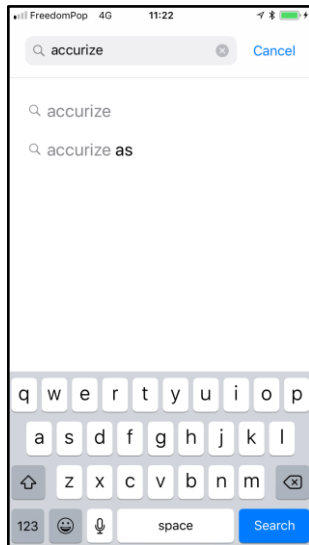 FreedomPop 4G 11:22
accurize Cancel
accurize
accurize as
q w e r t y u i o p
a s d f g h j k l
z x c v b n m
123 space Search